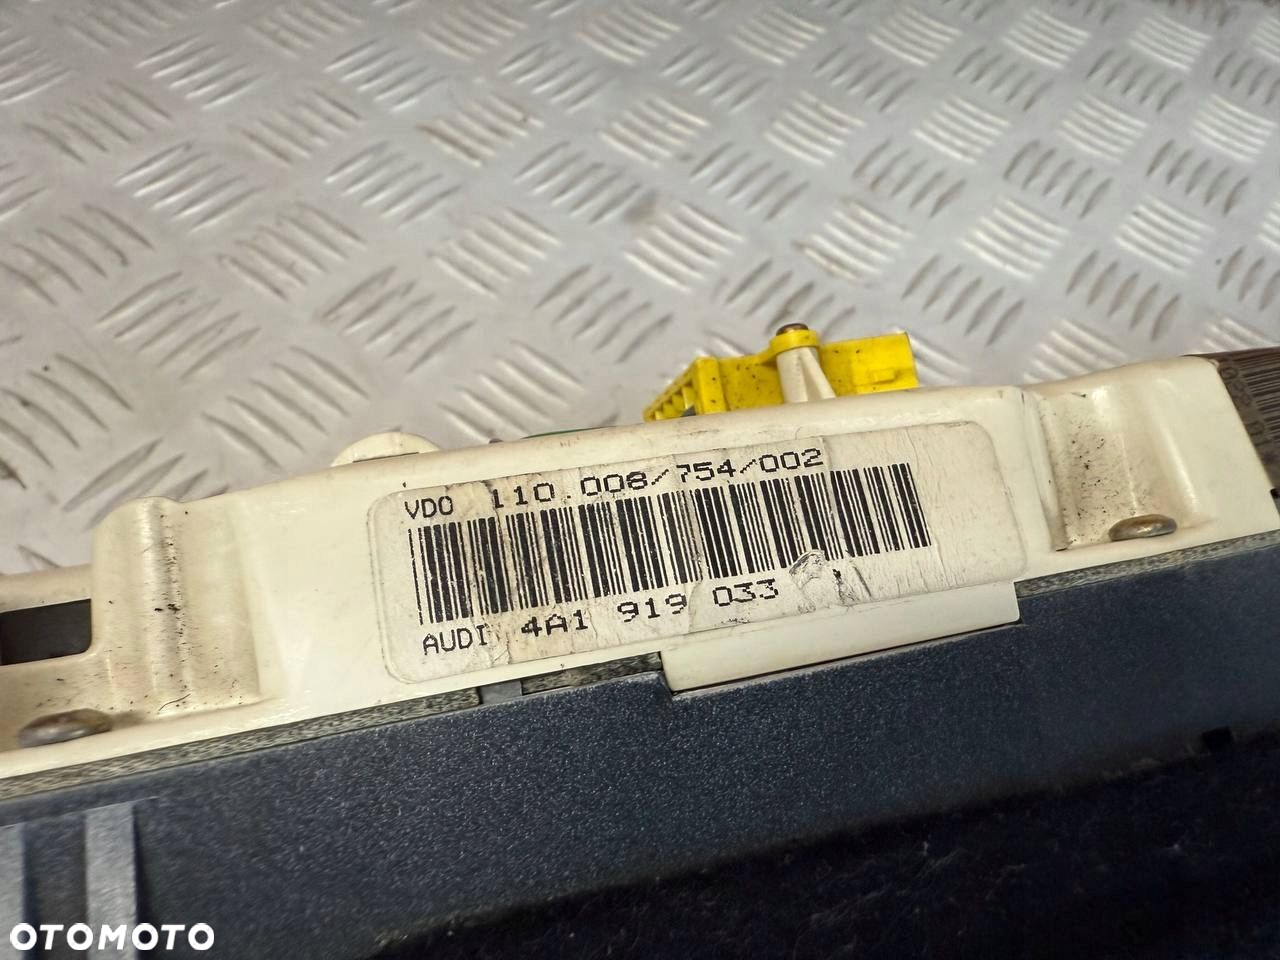 VDO 110.008/754/002
AUDI 4A1 919 033
OTOMOTO